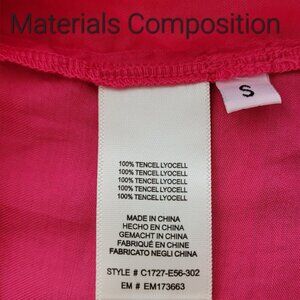 Materials Composition
S
100% TENCEL LYOCELL
100% TENCEL LYOCELL
100% TENCEL LYOCELL
100% TENCEL LYOCELL
100% TENCEL LYOCELL
MADE IN CHINA
HECHO EN CHINA
GEMACHT IN CHINA
FABRIQUÉ EN CHINE
FABRICATO NEGLI CHINA
STYLE # C1727-E56-302
EM # EM173663